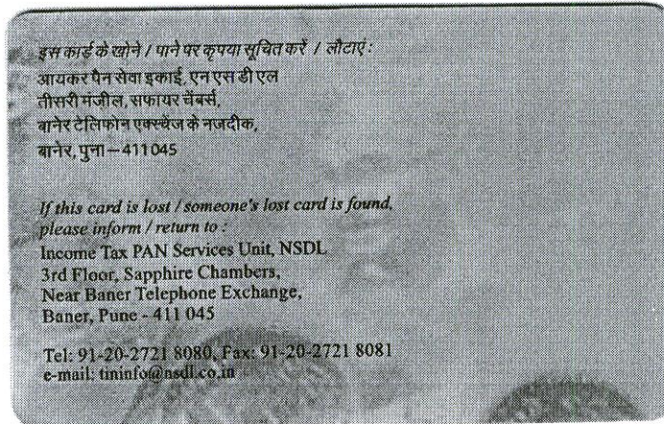 इस कार्ड के खोने / पाने पर कृपया सूचित करें / लौटाएं :
आयकर पैन सेवा इकाई, एन एस डी एल
तीसरी मंजील, सफायर चेंबर्स,
बानेर टेलिफोन एक्स्चेंज के नजदीक,
बानेर, पुना – 411045
If this card is lost / someone's lost card is found,
please inform / return to :
Income Tax PAN Services Unit, NSDL
3rd Floor, Sapphire Chambers,
Near Baner Telephone Exchange,
Baner, Pune - 411 045
Tel: 91-20-2721 8080, Fax: 91-20-2721 8081
e-mail: tininfo@nsdl.co.in